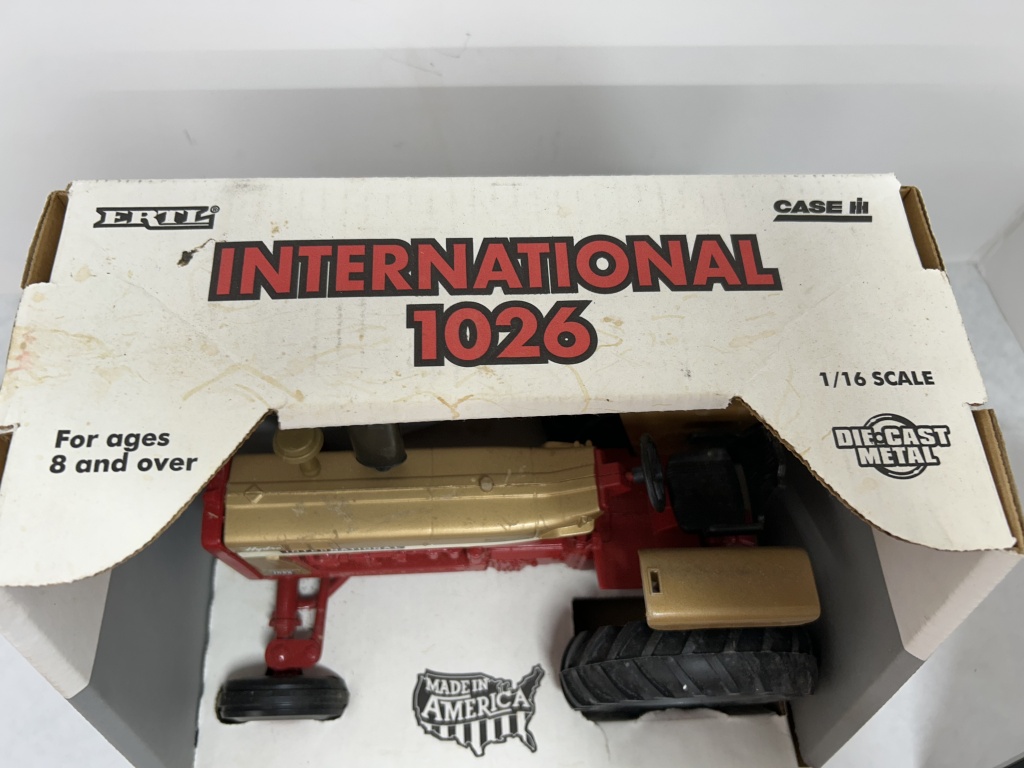 ERTL®
CASE IH
INTERNATIONAL
1026
1/16 SCALE
For ages
8 and over
DIE•CAST
METAL
INTERNATIONAL
MADE IN
AMERICA